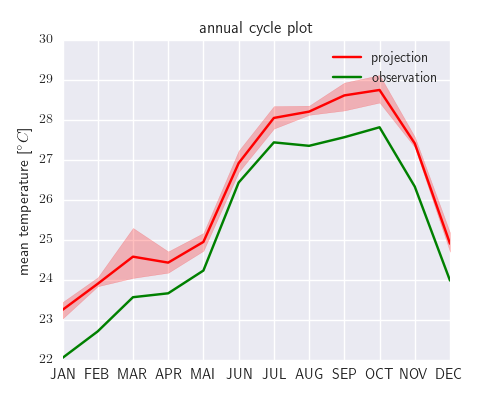 annual cycle plot
projection
observation
mean temperature [°C]
30
29
28
27
26
25
24
23
22
JAN FEB MAR APR MAI JUN JUL AUG SEP OCT NOV DEC